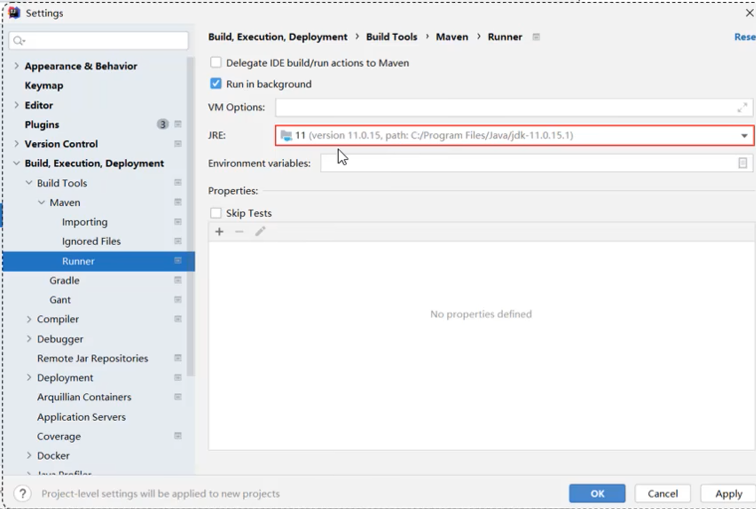 Settings
Build, Execution, Deployment › Build Tools › Maven › Runner
Rese
Appearance & Behavior
Keymap
Editor
Plugins 3
Version Control
Build, Execution, Deployment
Build Tools
Maven
Importing
Ignored Files
Runner
Gradle
Gant
Compiler
Debugger
Remote Jar Repositories
Deployment
Arquillian Containers
Application Servers
Coverage
Docker
Java Profiler
Delegate IDE build/run actions to Maven
Run in background
VM Options:
JRE: 11 (version 11.0.15, path: C:/Program Files/Java/jdk-11.0.15.1)
Environment variables:
Properties:
Skip Tests
No properties defined
? Project-level settings will be applied to new projects
OK Cancel Apply